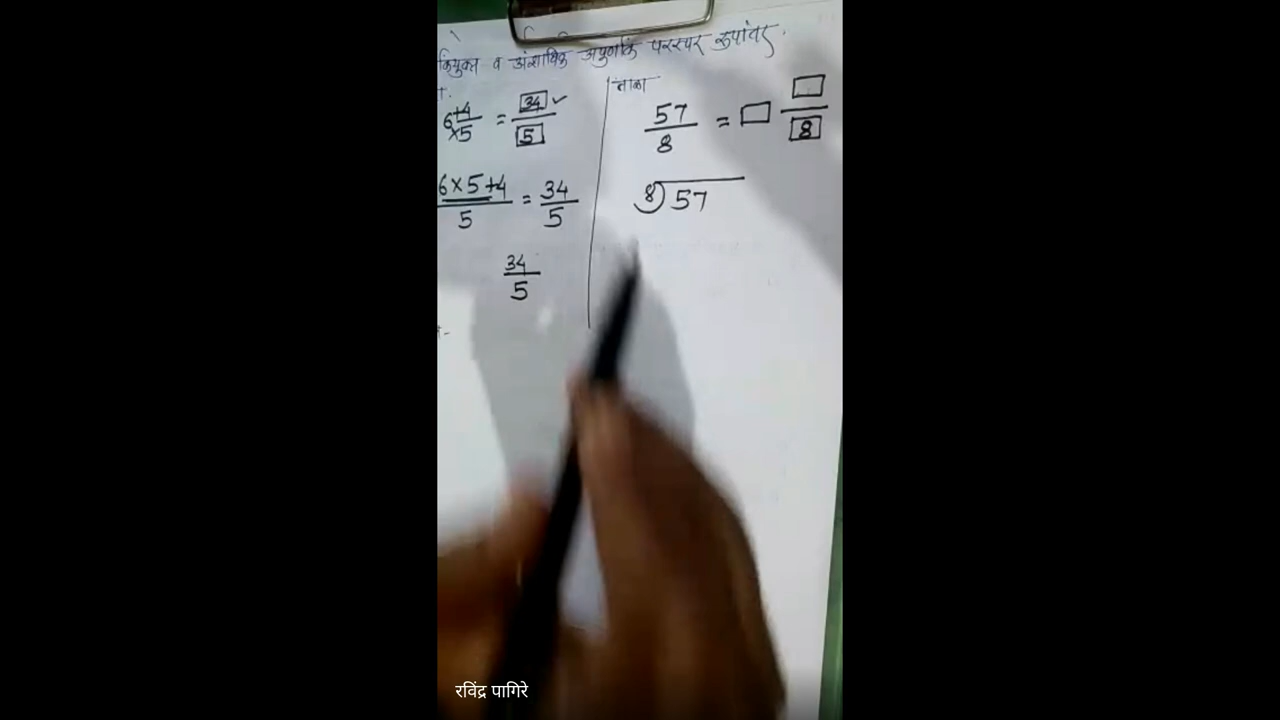 व अंशाधिक अपूर्णांक परस्पर रूपांतर.
6 +4/×5 = 34/5 ✓
6×5+4/5 = 34/5
34/5
57/8 = □ □/8
8)57
रविंद्र पागिरे